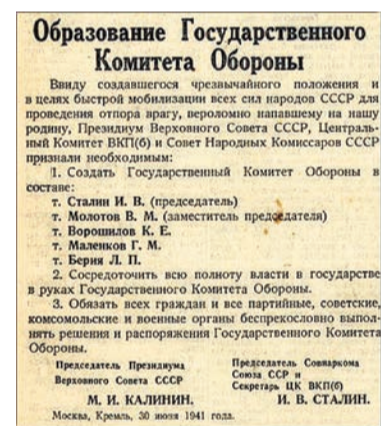 Образование Государственного
Комитета Обороны
Ввиду создавшегося чрезвычайного положения и
в целях быстрой мобилизации всех сил народов СССР для
проведения отпора врагу, вероломно напавшему на нашу
родину, Президиум Верховного Совета СССР, Централь-
ный Комитет ВКП(б) и Совет Народных Комиссаров СССР
признали необходимым:
1. Создать Государственный Комитет Обороны в
составе:
т. Сталин И. В. (председатель)
т. Молотов В. М. (заместитель председателя)
т. Ворошилов К. Е.
т. Маленков Г. М.
т. Берия Л. П.
2. Сосредоточить всю полноту власти в государстве
в руках Государственного Комитета Обороны.
3. Обязать всех граждан и все партийные, советские,
комсомольские и военные органы беспрекословно выпол-
нять решения и распоряжения Государственного Комитета
Обороны.
Председатель Президиума
Верховного Совета СССР
М. И. КАЛИНИН.
Председатель Совнаркома
Союза ССР и
Секретарь ЦК ВКП(б)
И. В. СТАЛИН.
Москва, Кремль, 30 июня 1941 года.